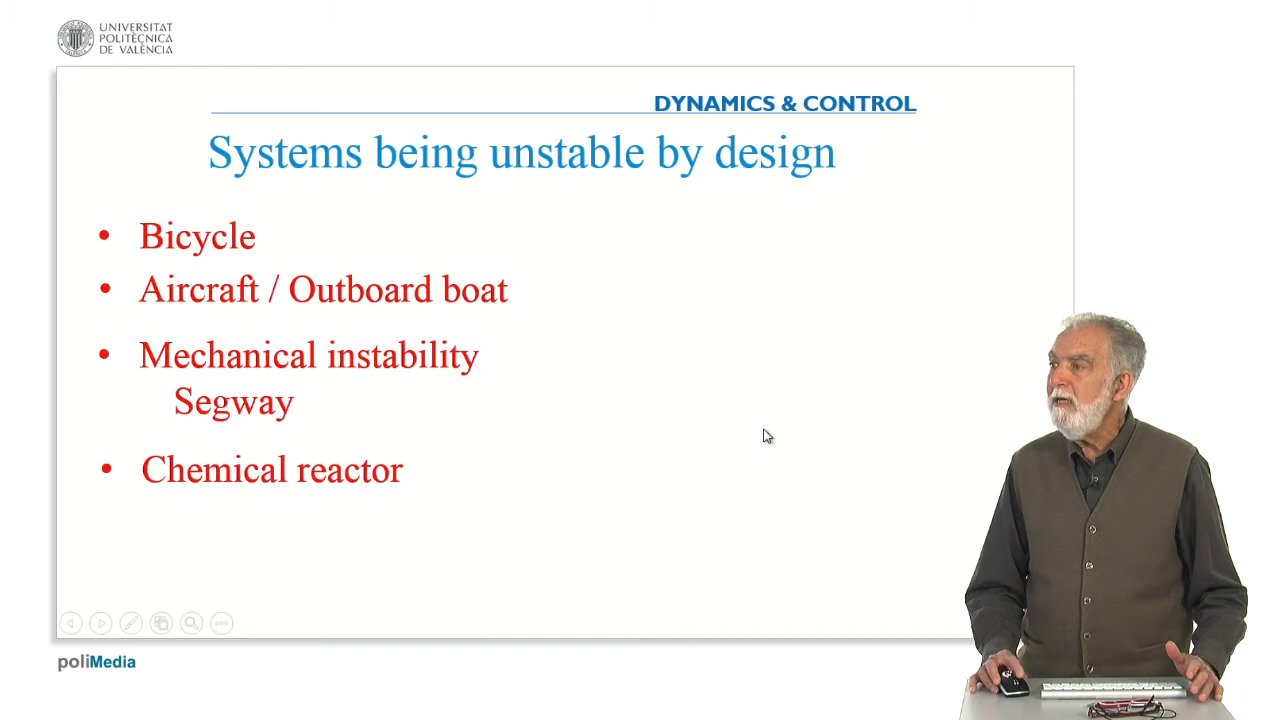 UNIVERSITAT
POLITÈCNICA
DE VALÈNCIA
DYNAMICS & CONTROL
Systems being unstable by design
• Bicycle
• Aircraft / Outboard boat
• Mechanical instability
Segway
• Chemical reactor
poliMedia